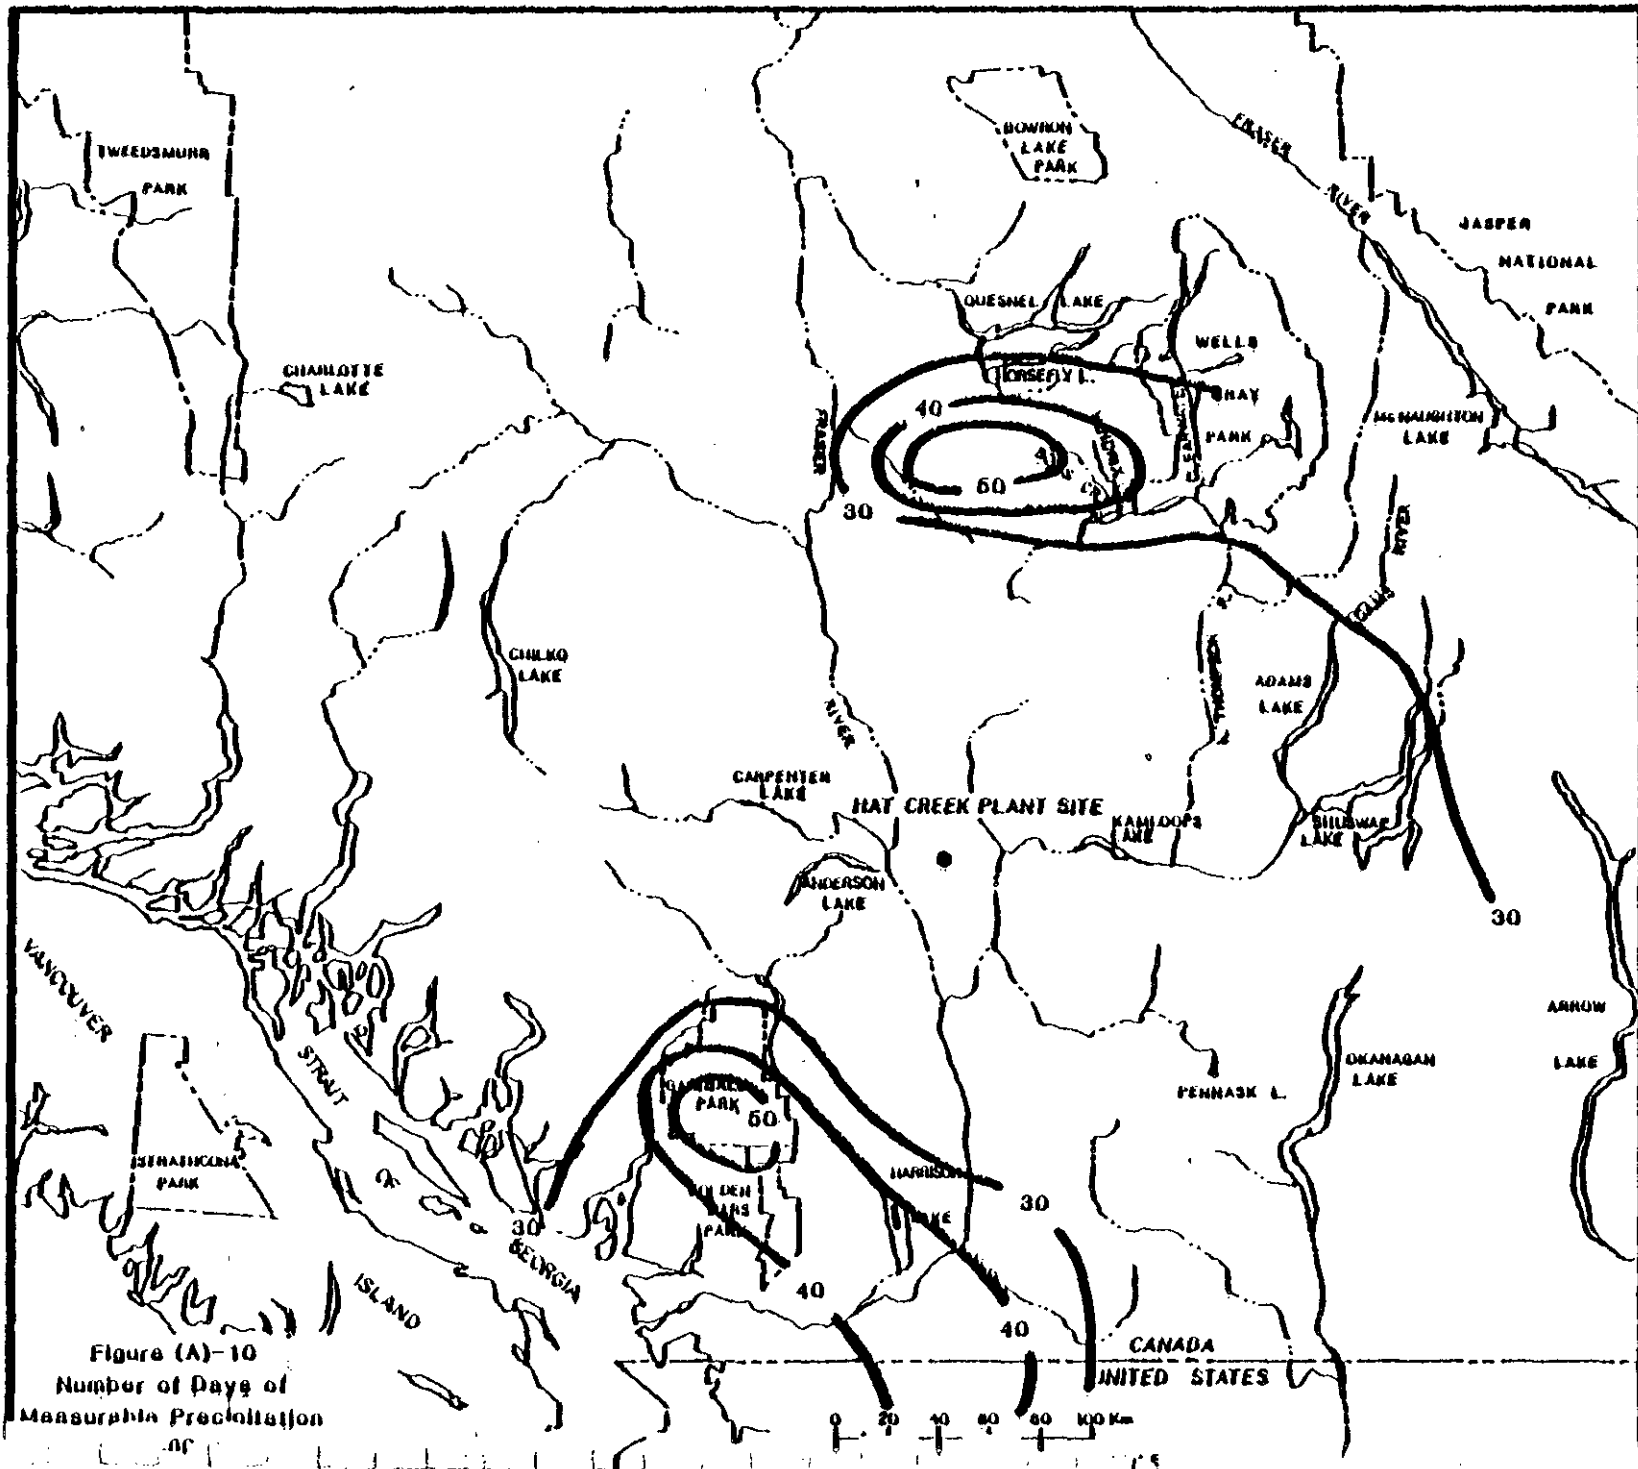 BOWRON
LAKE
PARK
FRASER
RIVER
TWEEDSMUIR
PARK
JASPER
NATIONAL
PARK
QUESNEL LAKE
WELLS
GRAY
PARK
CHARLOTTE
LAKE
ORSEFLY L.
40
FRASER
McNAUGHTON
LAKE
50
30
RIVER
CHILKO
LAKE
THOMPSON
ADAMS
LAKE
RIVER
CARPENTER
LAKE
HAT CREEK PLANT SITE
KAMLOOPS
LAKE
SHUSWAP
LAKE
ANDERSON
LAKE
30
VANCOUVER
ARROW
LAKE
STRAIT
OKANAGAN
LAKE
PENNASK L.
PARK
50
STRATHCONA
PARK
HARRISON
LAKE
30
PARK
30
GEORGIA
ISLAND
40
40
CANADA
UNITED STATES
Figure (A)-10
Number of Days of
Measurable Precipitation
0 20 40 60 80 100 Km